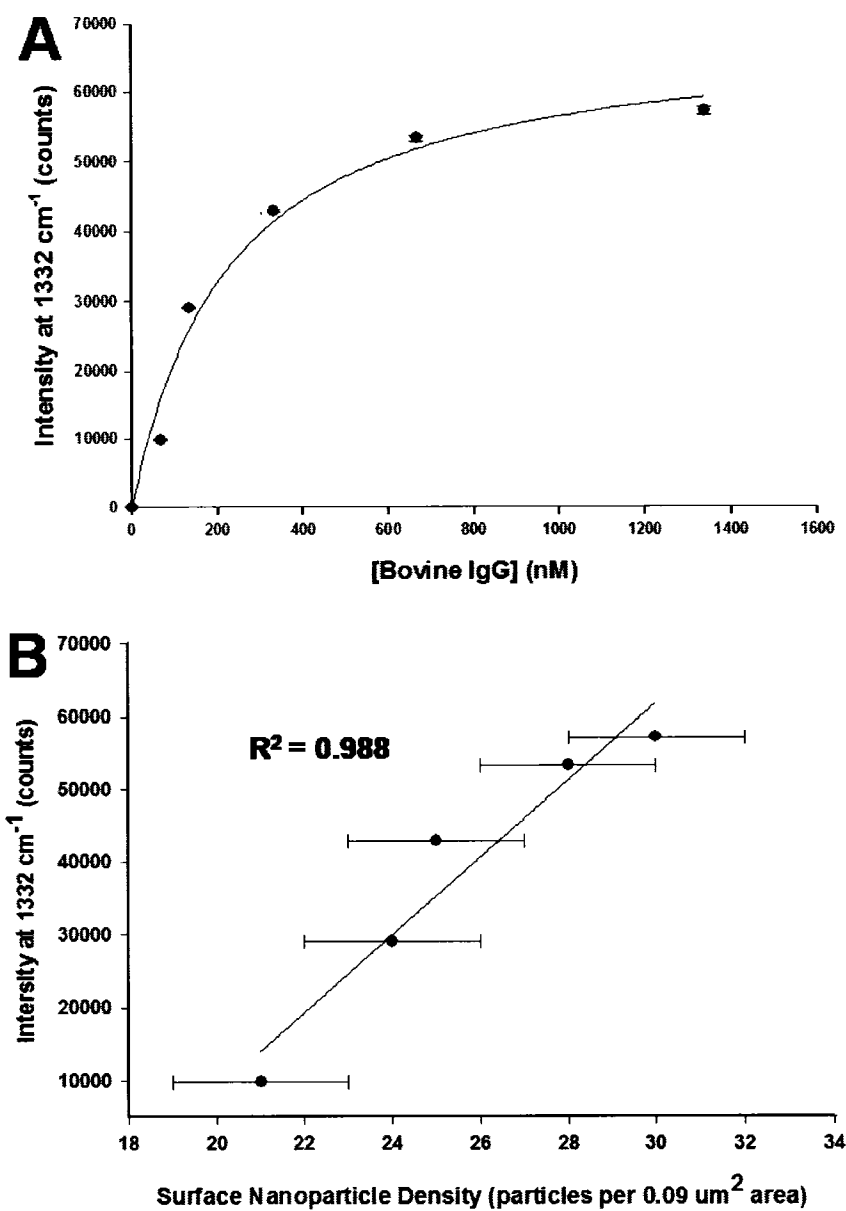 A
70000
60000
50000
40000
30000
20000
10000
0
Intensity at 1332 cm⁻¹ (counts)
0 200 400 600 800 1000 1200 1400 1600
[Bovine IgG] (nM)
B
70000
60000
50000
40000
30000
20000
10000
Intersity at 1332 cm⁻¹ (counts)
R² = 0.988
18 20 22 24 26 28 30 32 34
Surface Nanoparticle Density (particles per 0.09 um² area)